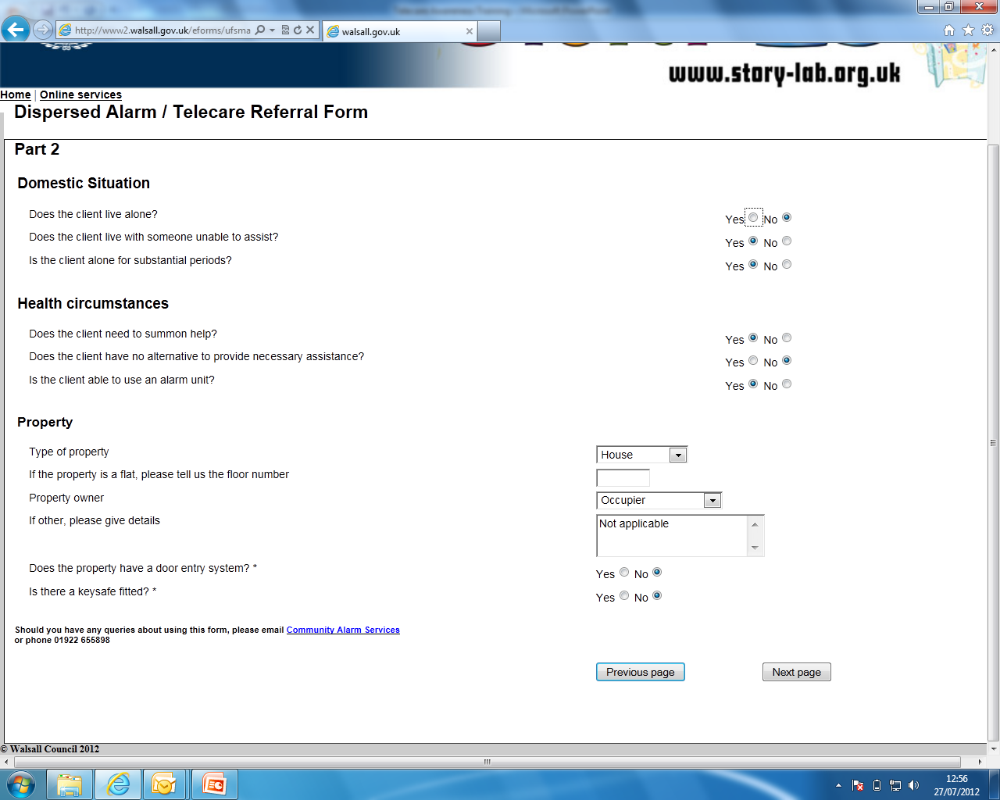 http://www2.walsall.gov.uk/eforms/ufsma
walsall.gov.uk
www.story-lab.org.uk
Home | Online services
Dispersed Alarm / Telecare Referral Form
Part 2
Domestic Situation
Does the client live alone? Yes No
Does the client live with someone unable to assist? Yes No
Is the client alone for substantial periods? Yes No
Health circumstances
Does the client need to summon help? Yes No
Does the client have no alternative to provide necessary assistance? Yes No
Is the client able to use an alarm unit? Yes No
Property
Type of property House
If the property is a flat, please tell us the floor number
Property owner Occupier
If other, please give details Not applicable
Does the property have a door entry system? * Yes No
Is there a keysafe fitted? * Yes No
Should you have any queries about using this form, please email Community Alarm Services
or phone 01922 655898
Previous page Next page
© Walsall Council 2012
12:56
27/07/2012